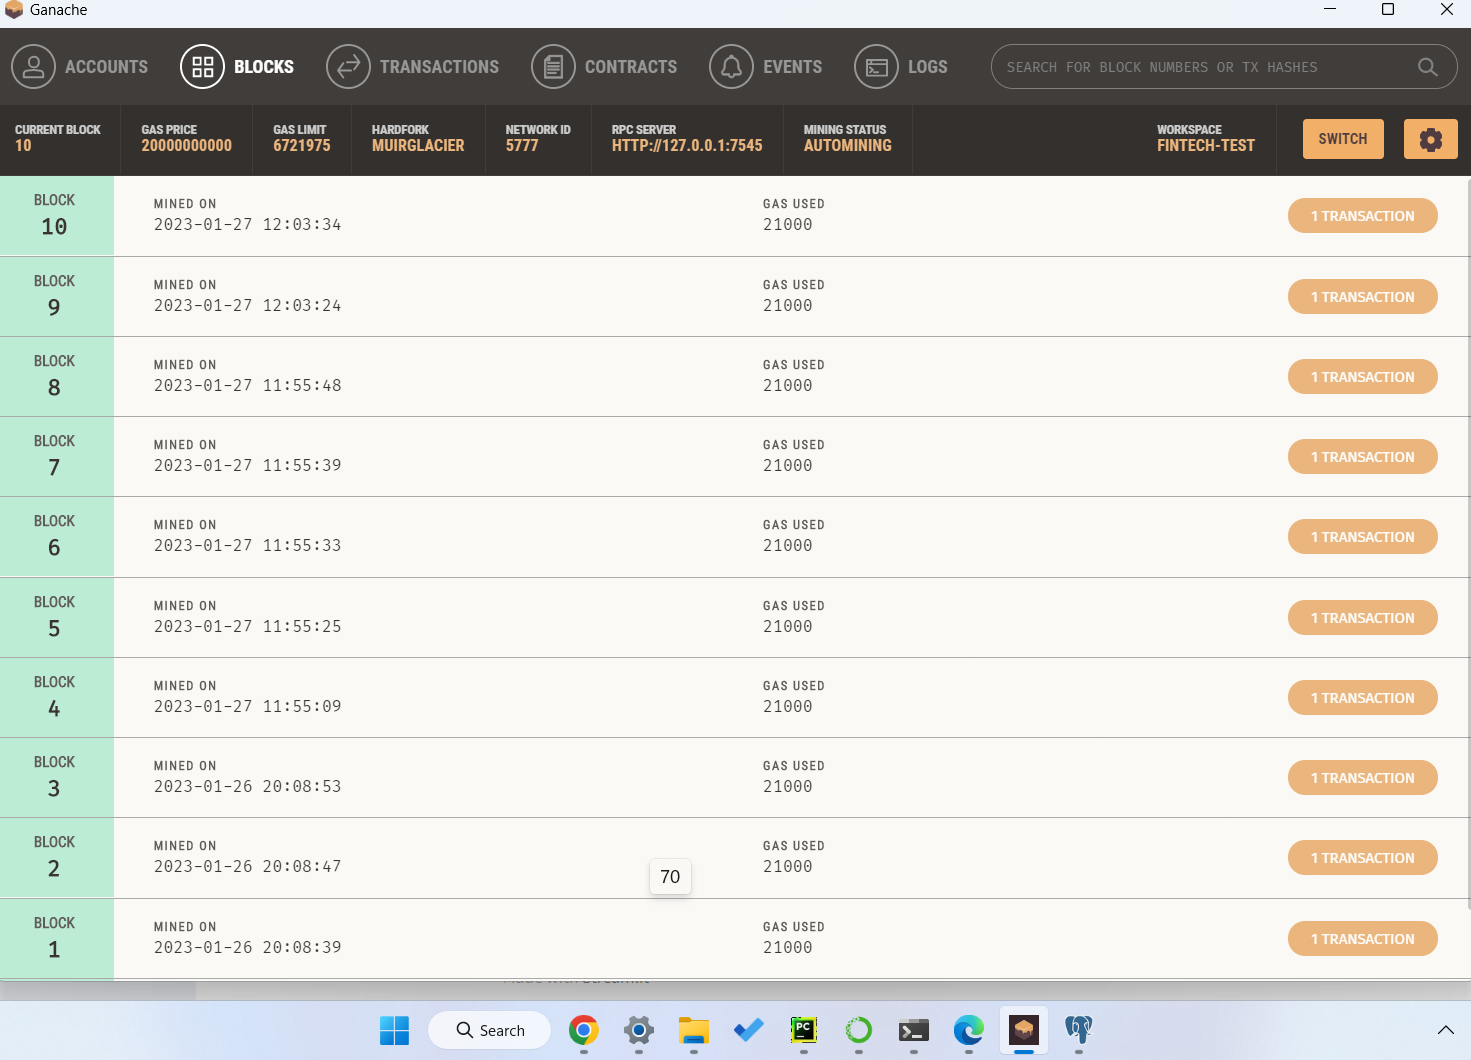 Ganache
ACCOUNTS BLOCKS TRANSACTIONS CONTRACTS EVENTS LOGS SEARCH FOR BLOCK NUMBERS OR TX HASHES
CURRENT BLOCK GAS PRICE GAS LIMIT HARDFORK NETWORK ID RPC SERVER MINING STATUS WORKSPACE
10 20000000000 6721975 MUIRGLACIER 5777 HTTP://127.0.0.1:7545 AUTOMINING FINTECH-TEST SWITCH
BLOCK MINED ON GAS USED
10 2023-01-27 12:03:34 21000 1 TRANSACTION
BLOCK MINED ON GAS USED
9 2023-01-27 12:03:24 21000 1 TRANSACTION
BLOCK MINED ON GAS USED
8 2023-01-27 11:55:48 21000 1 TRANSACTION
BLOCK MINED ON GAS USED
7 2023-01-27 11:55:39 21000 1 TRANSACTION
BLOCK MINED ON GAS USED
6 2023-01-27 11:55:33 21000 1 TRANSACTION
BLOCK MINED ON GAS USED
5 2023-01-27 11:55:25 21000 1 TRANSACTION
BLOCK MINED ON GAS USED
4 2023-01-27 11:55:09 21000 1 TRANSACTION
BLOCK MINED ON GAS USED
3 2023-01-26 20:08:53 21000 1 TRANSACTION
BLOCK MINED ON GAS USED
2 2023-01-26 20:08:47 21000 1 TRANSACTION
70
BLOCK MINED ON GAS USED
1 2023-01-26 20:08:39 21000 1 TRANSACTION
Search
PC